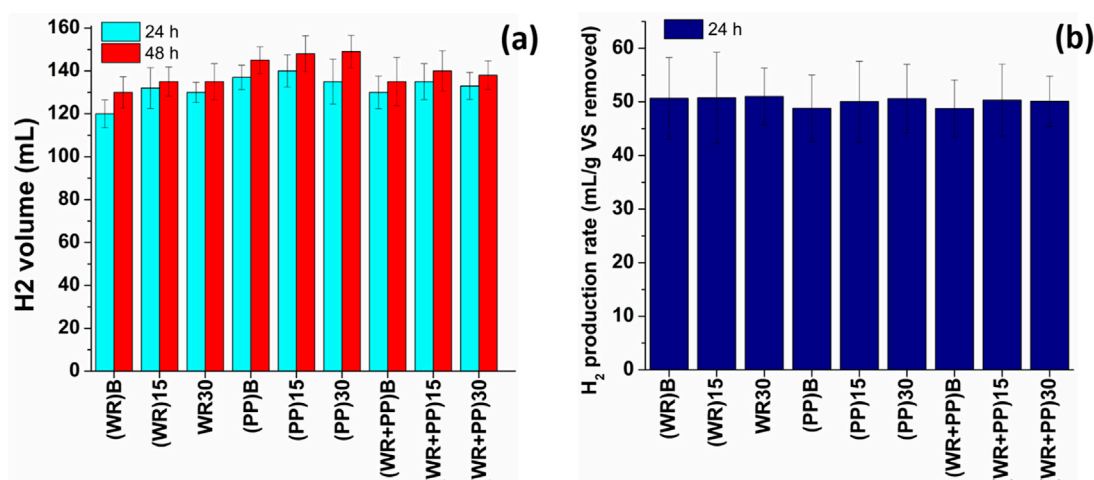 (a)
24 h
48 h
H2 volume (mL)
160
140
120
100
80
60
40
20
0
(WR)B
(WR)15
WR30
(PP)B
(PP)15
(PP)30
(WR+PP)B
WR+PP)15
WR+PP)30
(b)
24 h
H₂ production rate (mL/g VS removed)
60
50
40
30
20
10
0
(WR)B
(WR)15
WR30
(PP)B
(PP)15
(PP)30
(WR+PP)B
WR+PP)15
WR+PP)30